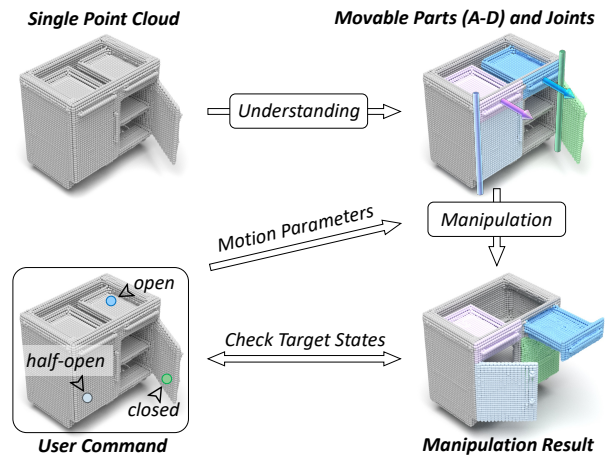 Single Point Cloud
Movable Parts (A-D) and Joints
Understanding
Motion Parameters
Manipulation
open
half-open
closed
Check Target States
User Command
Manipulation Result